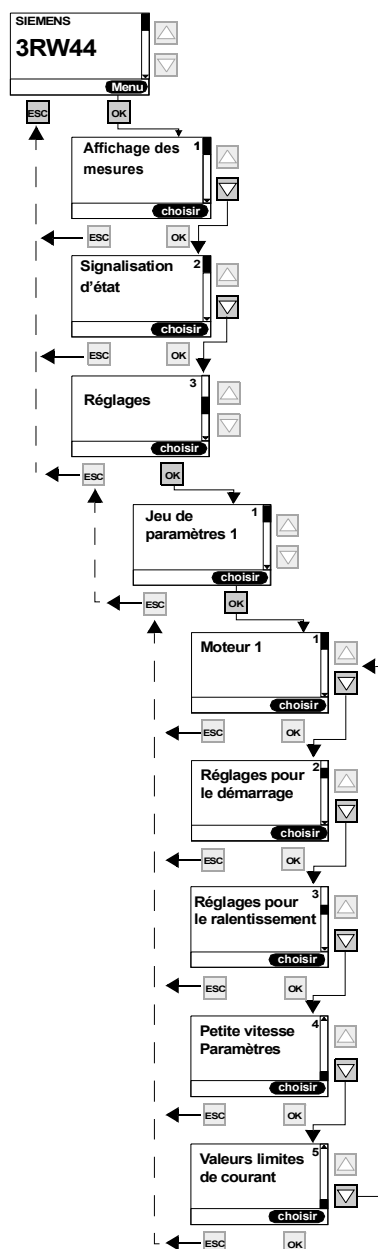 SIEMENS
3RW44
Menu
ESC OK
Affichage des 1
mesures
choisir
ESC OK
Signalisation 2
d'état
choisir
ESC OK
3
Réglages
choisir
ESC OK
Jeu de 1
paramètres 1
choisir
ESC OK
Moteur 1 1
choisir
ESC OK
Réglages pour 2
le démarrage
choisir
ESC OK
Réglages pour 3
le ralentissement
choisir
ESC OK
Petite vitesse 4
Paramètres
choisir
ESC OK
Valeurs limites 5
de courant
choisir
ESC OK